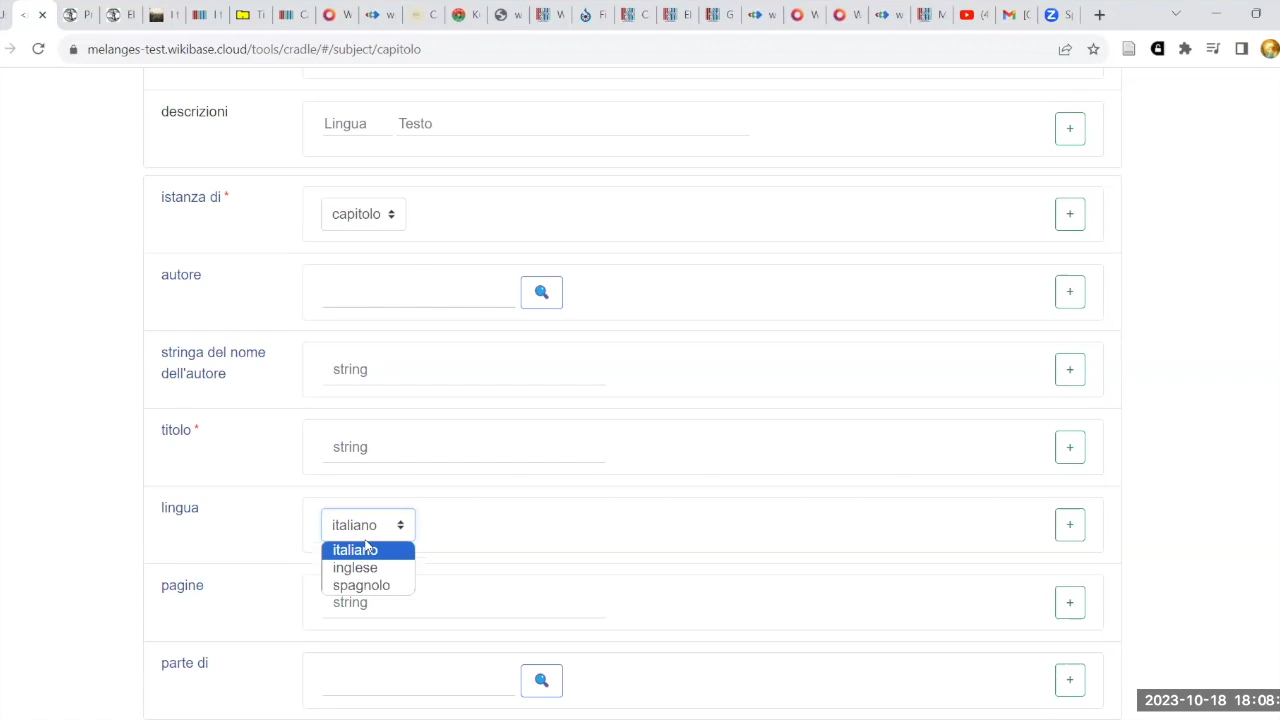 melanges-test.wikibase.cloud/tools/cradle/#/subject/capitolo
descrizioni
Lingua Testo
+
istanza di *
capitolo
+
autore
+
stringa del nome
dell'autore
string
+
titolo *
string
+
lingua
italiano
+
italiano
inglese
spagnolo
pagine
string
+
parte di
+
2023-10-18 18:08: